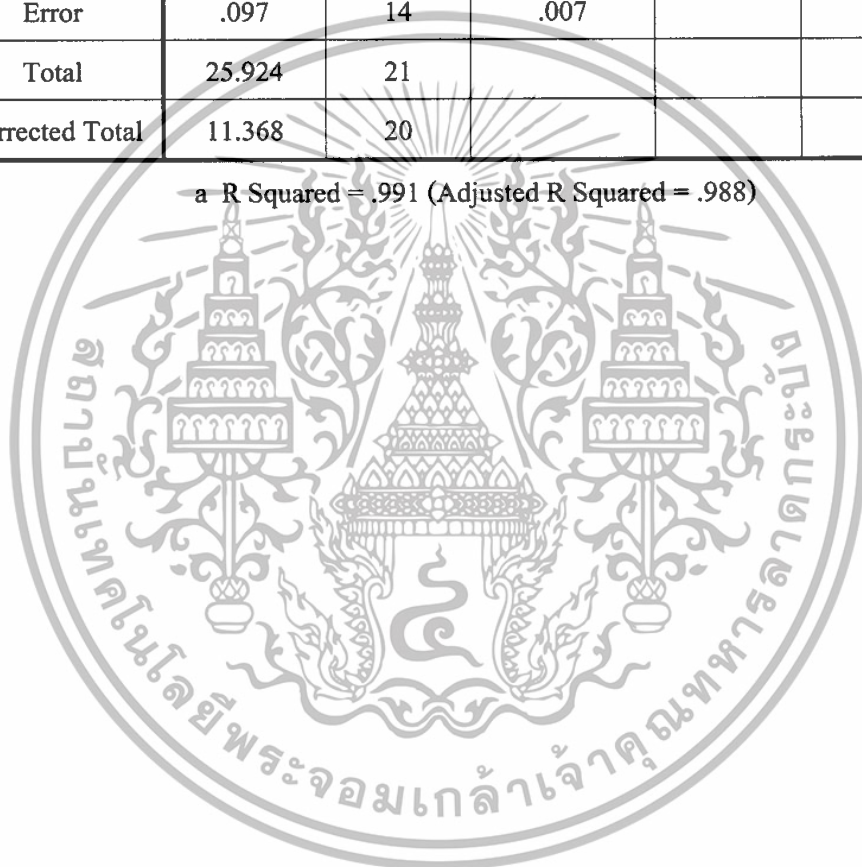 Error .097 14 .007
Total 25.924 21
rrected Total 11.368 20
a R Squared = .991 (Adjusted R Squared = .988)
สถาบันเทคโนโลยีพระจอมเกล้าเจ้าคุณทหารลาดกระบัง
๔